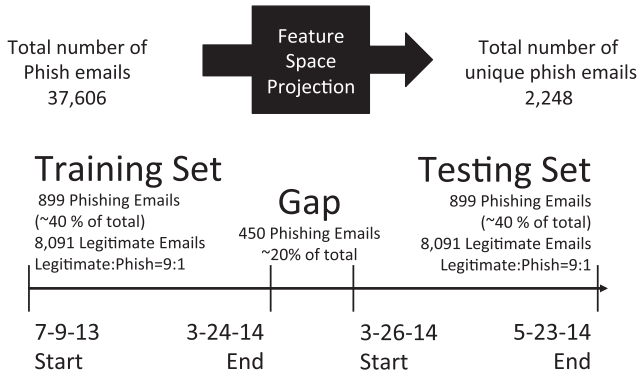 Total number of
Phish emails
37,606
Feature
Space
Projection
Total number of
unique phish emails
2,248
Training Set
899 Phishing Emails
(~40 % of total)
8,091 Legitimate Emails
Legitimate:Phish=9:1
Gap
450 Phishing Emails
~20% of total
Testing Set
899 Phishing Emails
(~40 % of total)
8,091 Legitimate Emails
Legitimate:Phish=9:1
7-9-13
Start
3-24-14
End
3-26-14
Start
5-23-14
End